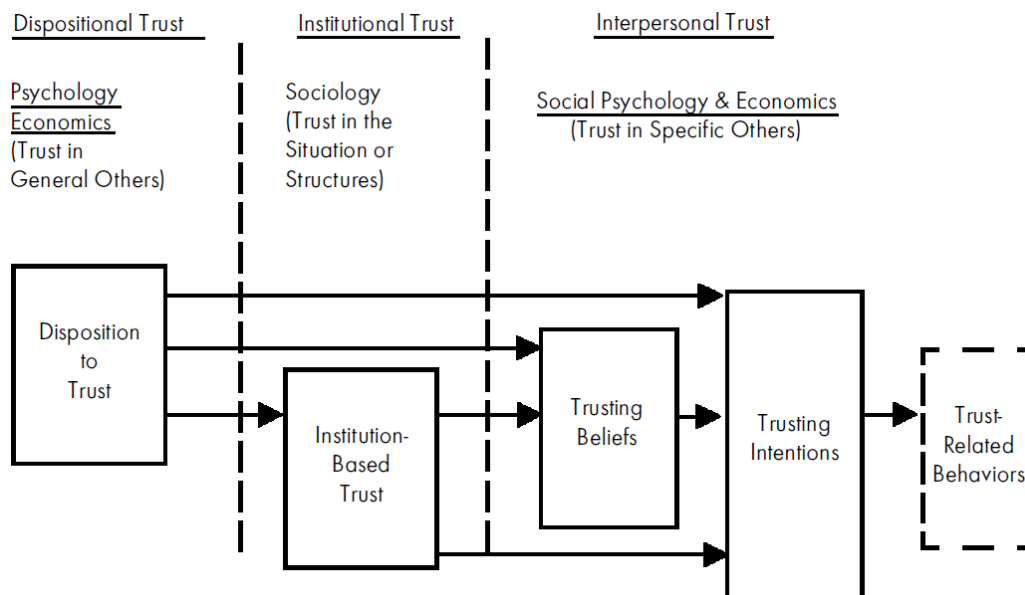 Dispositional Trust
Institutional Trust
Interpersonal Trust
Psychology
Economics
(Trust in
General Others)
Sociology
(Trust in the
Situation or
Structures)
Social Psychology & Economics
(Trust in Specific Others)
Disposition
to
Trust
Institution-
Based
Trust
Trusting
Beliefs
Trusting
Intentions
Trust-
Related
Behaviors